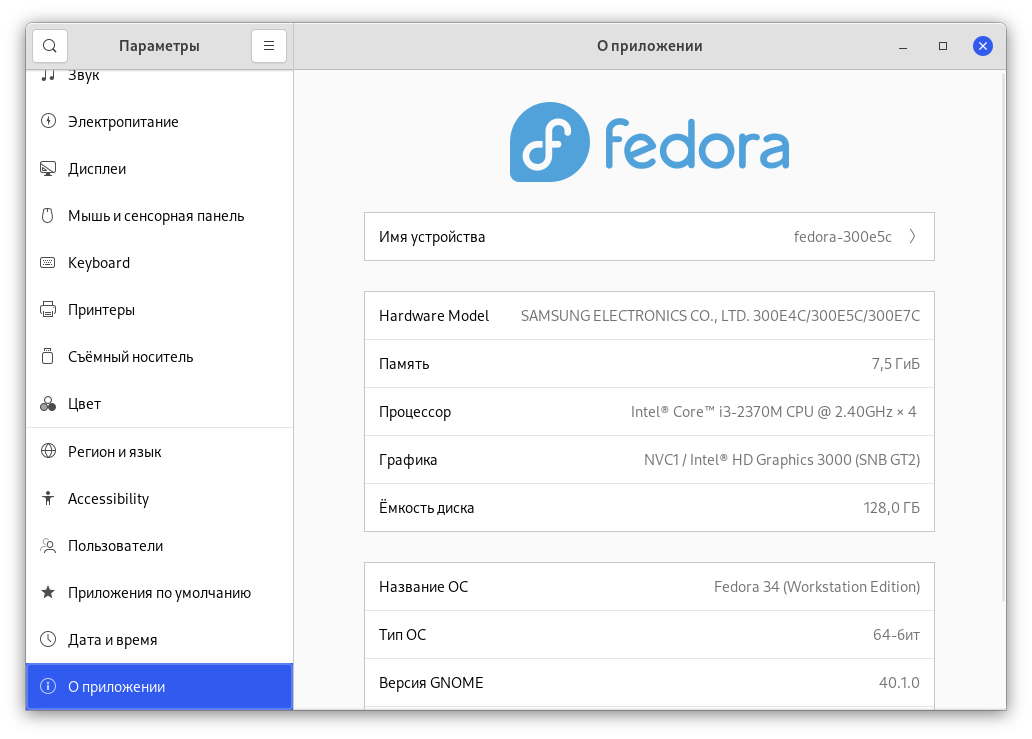 Параметры
О приложении
Звук
Электропитание
Дисплеи
Мышь и сенсорная панель
Keyboard
Принтеры
Съёмный носитель
Цвет
Регион и язык
Accessibility
Пользователи
Приложения по умолчанию
Дата и время
О приложении
fedora
Имя устройства fedora-300e5c
Hardware Model SAMSUNG ELECTRONICS CO., LTD. 300E4C/300E5C/300E7C
Память 7,5 ГиБ
Процессор Intel® Core™ i3-2370M CPU @ 2.40GHz × 4
Графика NVC1 / Intel® HD Graphics 3000 (SNB GT2)
Ёмкость диска 128,0 ГБ
Название ОС Fedora 34 (Workstation Edition)
Тип ОС 64-бит
Версия GNOME 40.1.0